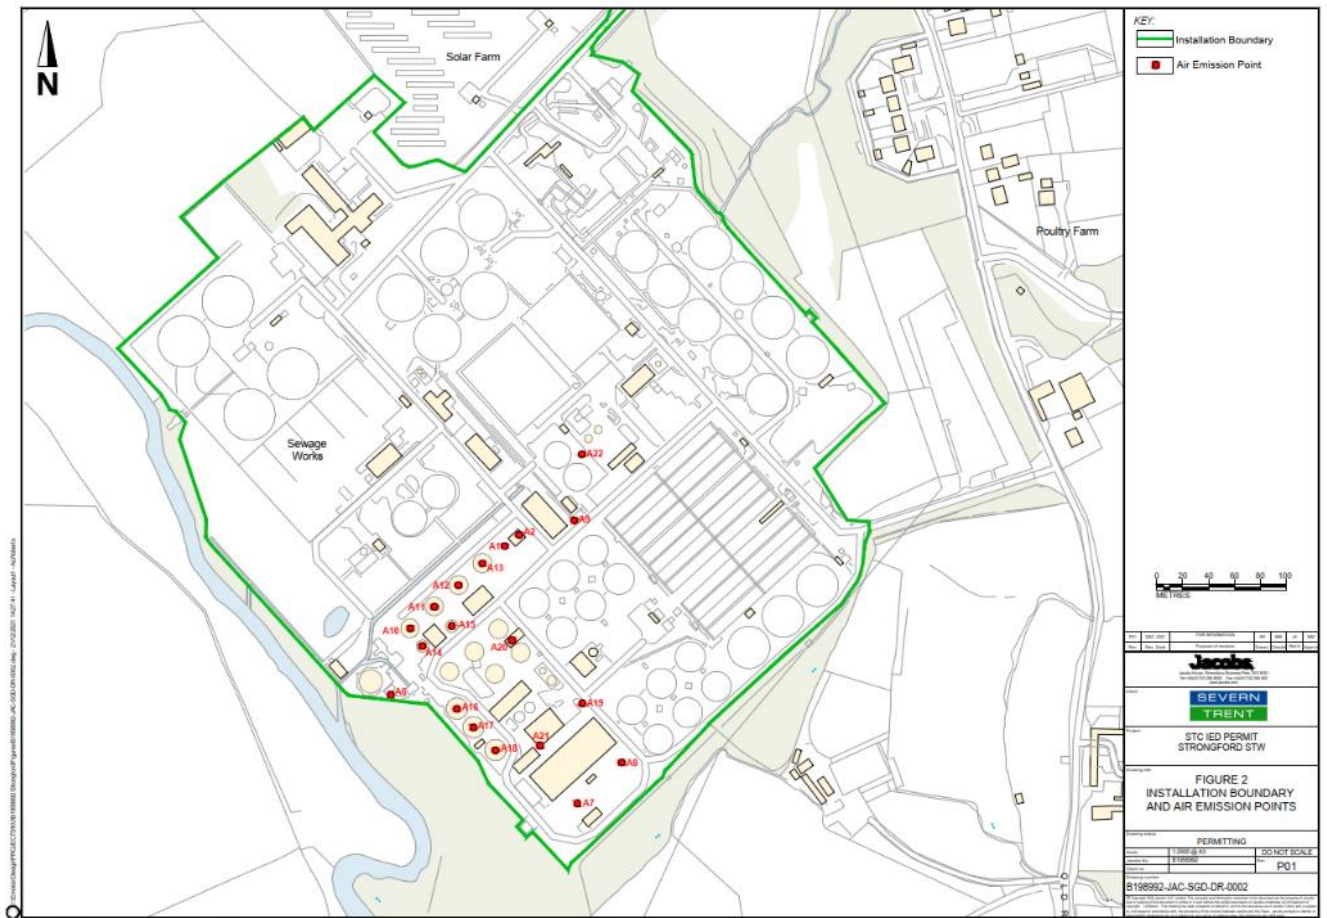 N
Solar Farm
Poultry Farm
Sewage
Works
A22
A9
A2
A1
A13
A12
A11
A15
A10
A14
A20
A6
A16
A19
A17
A21
A18
A8
A7
KEY:
Installation Boundary
Air Emission Point
0 20 40 60 80 100
METRES
Jacobs
SEVERN
TRENT
STC IED PERMIT
STRONGFORD STW
FIGURE 2
INSTALLATION BOUNDARY
AND AIR EMISSION POINTS
PERMITTING
DO NOT SCALE
P01
B198992-JAC-SGD-DR-0002
OLD R